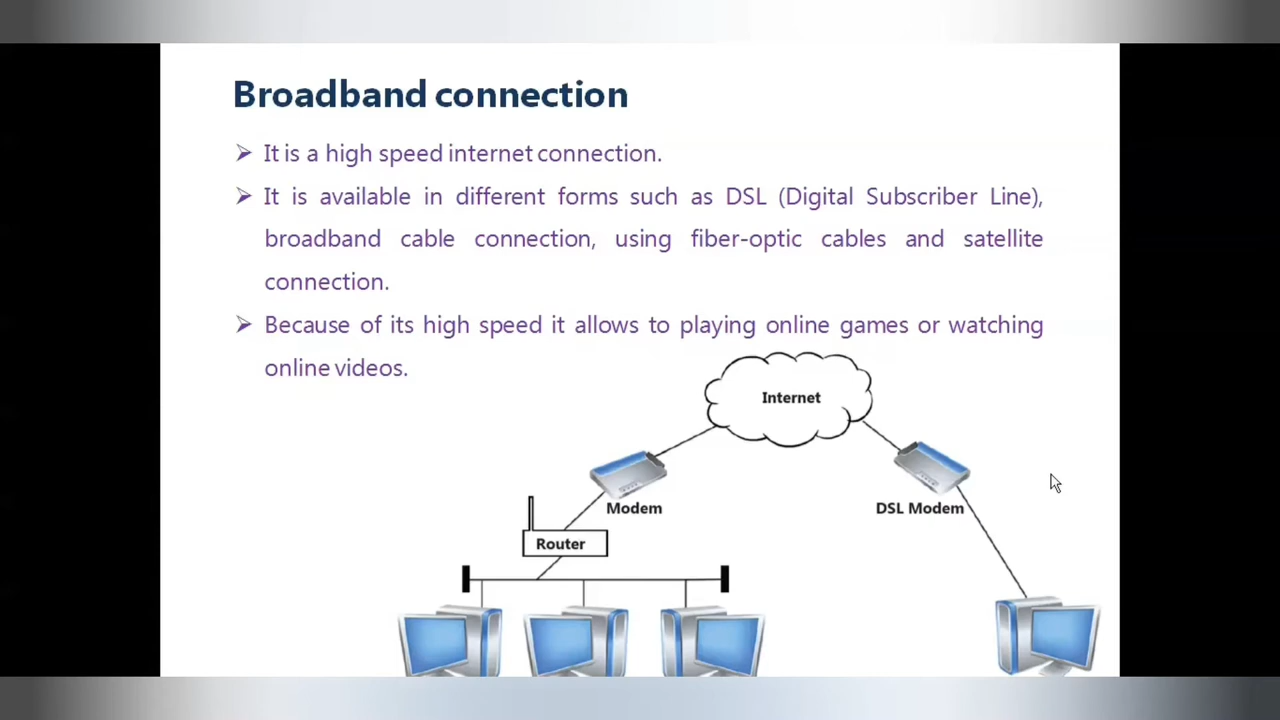 Broadband connection
It is a high speed internet connection.
It is available in different forms such as DSL (Digital Subscriber Line),
broadband cable connection, using fiber-optic cables and satellite
connection.
Because of its high speed it allows to playing online games or watching
online videos.
Internet
Modem
DSL Modem
Router